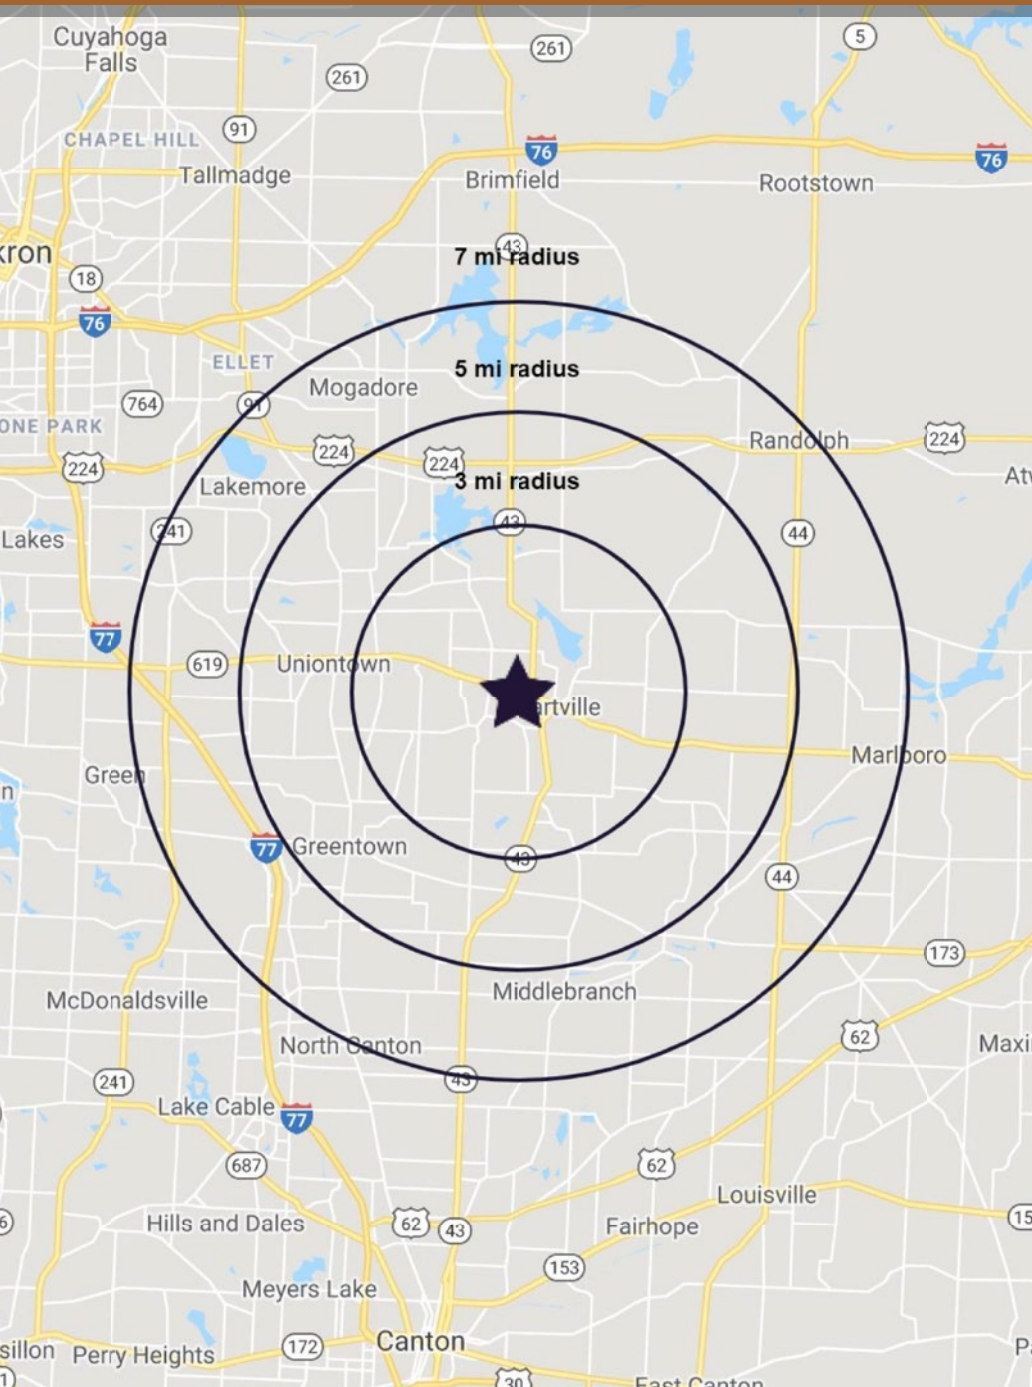 Cuyahoga
Falls
261
261
5
CHAPEL HILL
91
76
76
Tallmadge
Brimfield
Rootstown
43
7 mi radius
kron
18
76
ELLET
5 mi radius
Mogadore
764
91
ONE PARK
224
224
224
Randolph
224
3 mi radius
Lakemore
43
241
44
Lakes
77
619
Uniontown
artville
Marlboro
Green
77
Greentown
43
44
173
Middlebranch
McDonaldsville
62
North Canton
Maxi
43
241
Lake Cable
77
687
62
Louisville
Hills and Dales
62
43
Fairhope
15
6
153
Meyers Lake
Canton
sillon
Perry Heights
172
30
East Canton